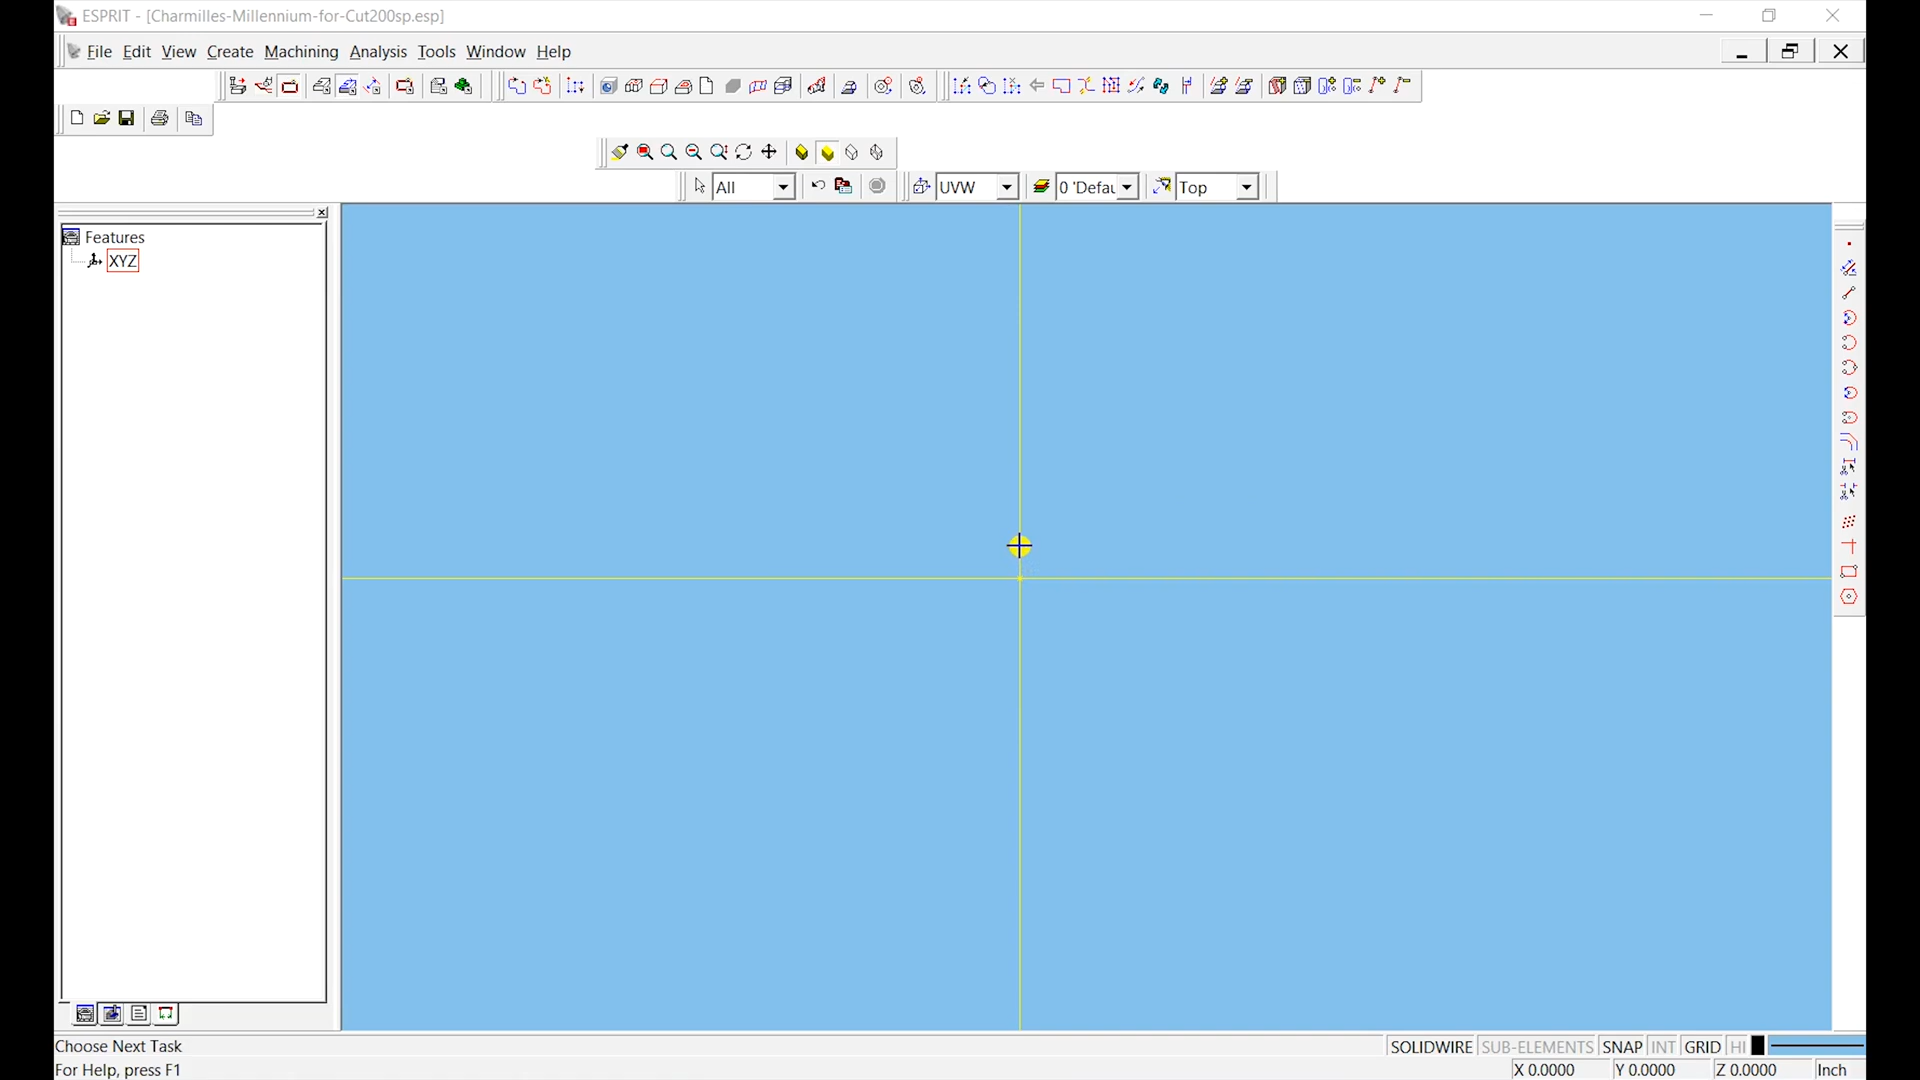 ESPRIT - [Charmilles-Millennium-for-Cut200sp.esp]
File Edit View Create Machining Analysis Tools Window Help
All UVW 0 'Defau Top
Features
XYZ
Choose Next Task SOLIDWIRE SUB-ELEMENTS SNAP INT GRID HI
For Help, press F1 X 0.0000 Y 0.0000 Z 0.0000 Inch